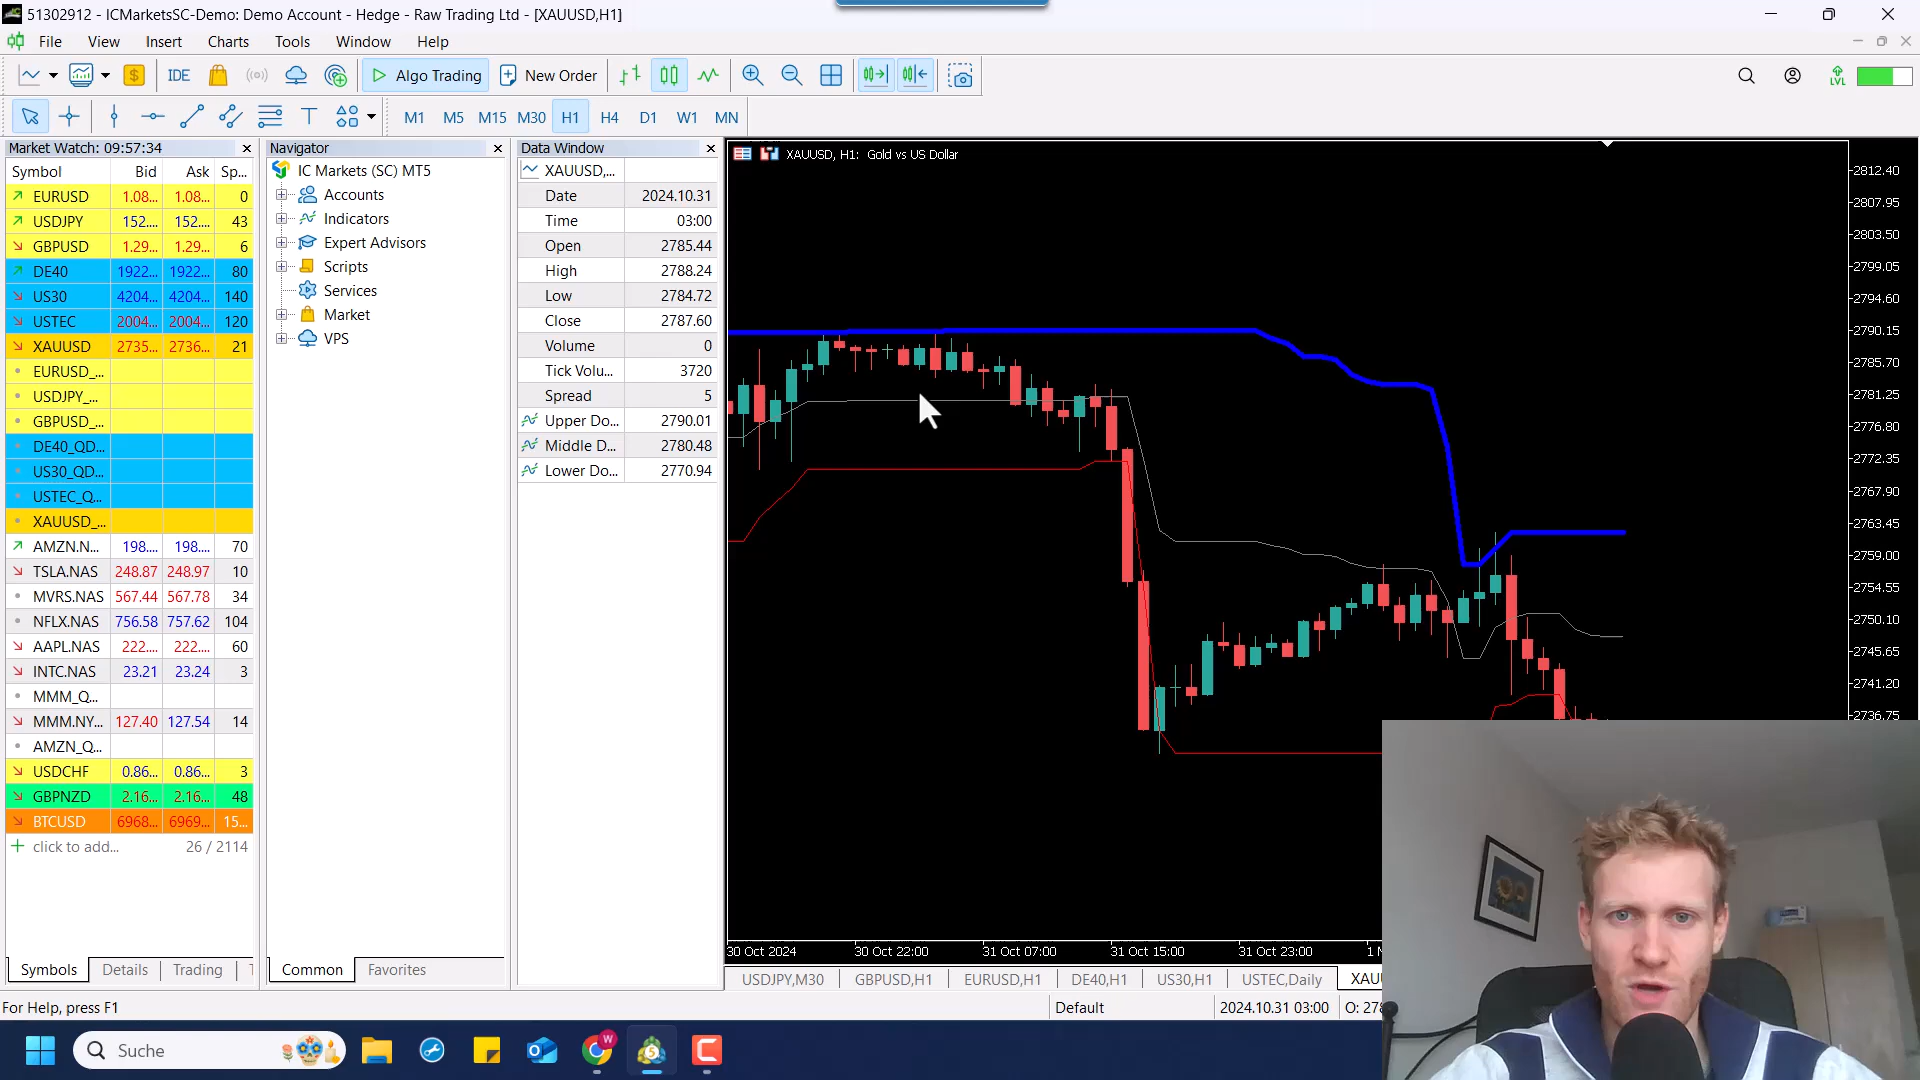 51302912 - ICMarketsSC-Demo: Demo Account - Hedge - Raw Trading Ltd - [XAUUSD,H1]
File View Insert Charts Tools Window Help
IDE Algo Trading New Order LVL
M1 M5 M15 M30 H1 H4 D1 W1 MN
Market Watch: 09:57:34
Symbol Bid Ask Sp...
EURUSD 1.08... 1.08... 0
USDJPY 152.... 152.... 43
GBPUSD 1.29... 1.29... 6
DE40 1922... 1922... 80
US30 4204... 4204... 140
USTEC 2004... 2004... 120
XAUUSD 2735... 2736... 21
EURUSD_...
USDJPY_...
GBPUSD_...
DE40_QD...
US30_QD...
USTEC_Q...
XAUUSD_...
AMZN.N... 198.... 198.... 70
TSLA.NAS 248.87 248.97 10
MVRS.NAS 567.44 567.78 34
NFLX.NAS 756.58 757.62 104
AAPL.NAS 222.... 222.... 60
INTC.NAS 23.21 23.24 3
MMM_Q...
MMM.NY... 127.40 127.54 14
AMZN_Q...
USDCHF 0.86... 0.86... 3
GBPNZD 2.16... 2.16... 48
BTCUSD 6968... 6969... 15...
click to add... 26 / 2114
Symbols Details Trading
Navigator
IC Markets (SC) MT5
Accounts
Indicators
Expert Advisors
Scripts
Services
Market
VPS
Common Favorites
Data Window
XAUUSD,...
Date 2024.10.31
Time 03:00
Open 2785.44
High 2788.24
Low 2784.72
Close 2787.60
Volume 0
Tick Volu... 3720
Spread 5
Upper Do... 2790.01
Middle D... 2780.48
Lower Do... 2770.94
XAUUSD, H1: Gold vs US Dollar
2812.40
2807.95
2803.50
2799.05
2794.60
2790.15
2785.70
2781.25
2776.80
2772.35
2767.90
2763.45
2759.00
2754.55
2750.10
2745.65
2741.20
2736.75
30 Oct 2024 30 Oct 22:00 31 Oct 07:00 31 Oct 15:00 31 Oct 23:00
USDJPY,M30 GBPUSD,H1 EURUSD,H1 DE40,H1 US30,H1 USTEC,Daily XAU
For Help, press F1 Default 2024.10.31 03:00 O: 278
Suche W